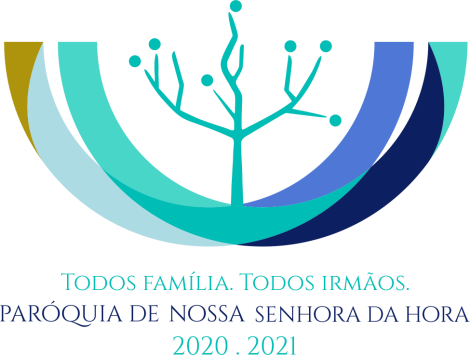 Todos família. Todos irmãos.
PARÓQUIA DE NOSSA SENHORA DA HORA
2020 . 2021